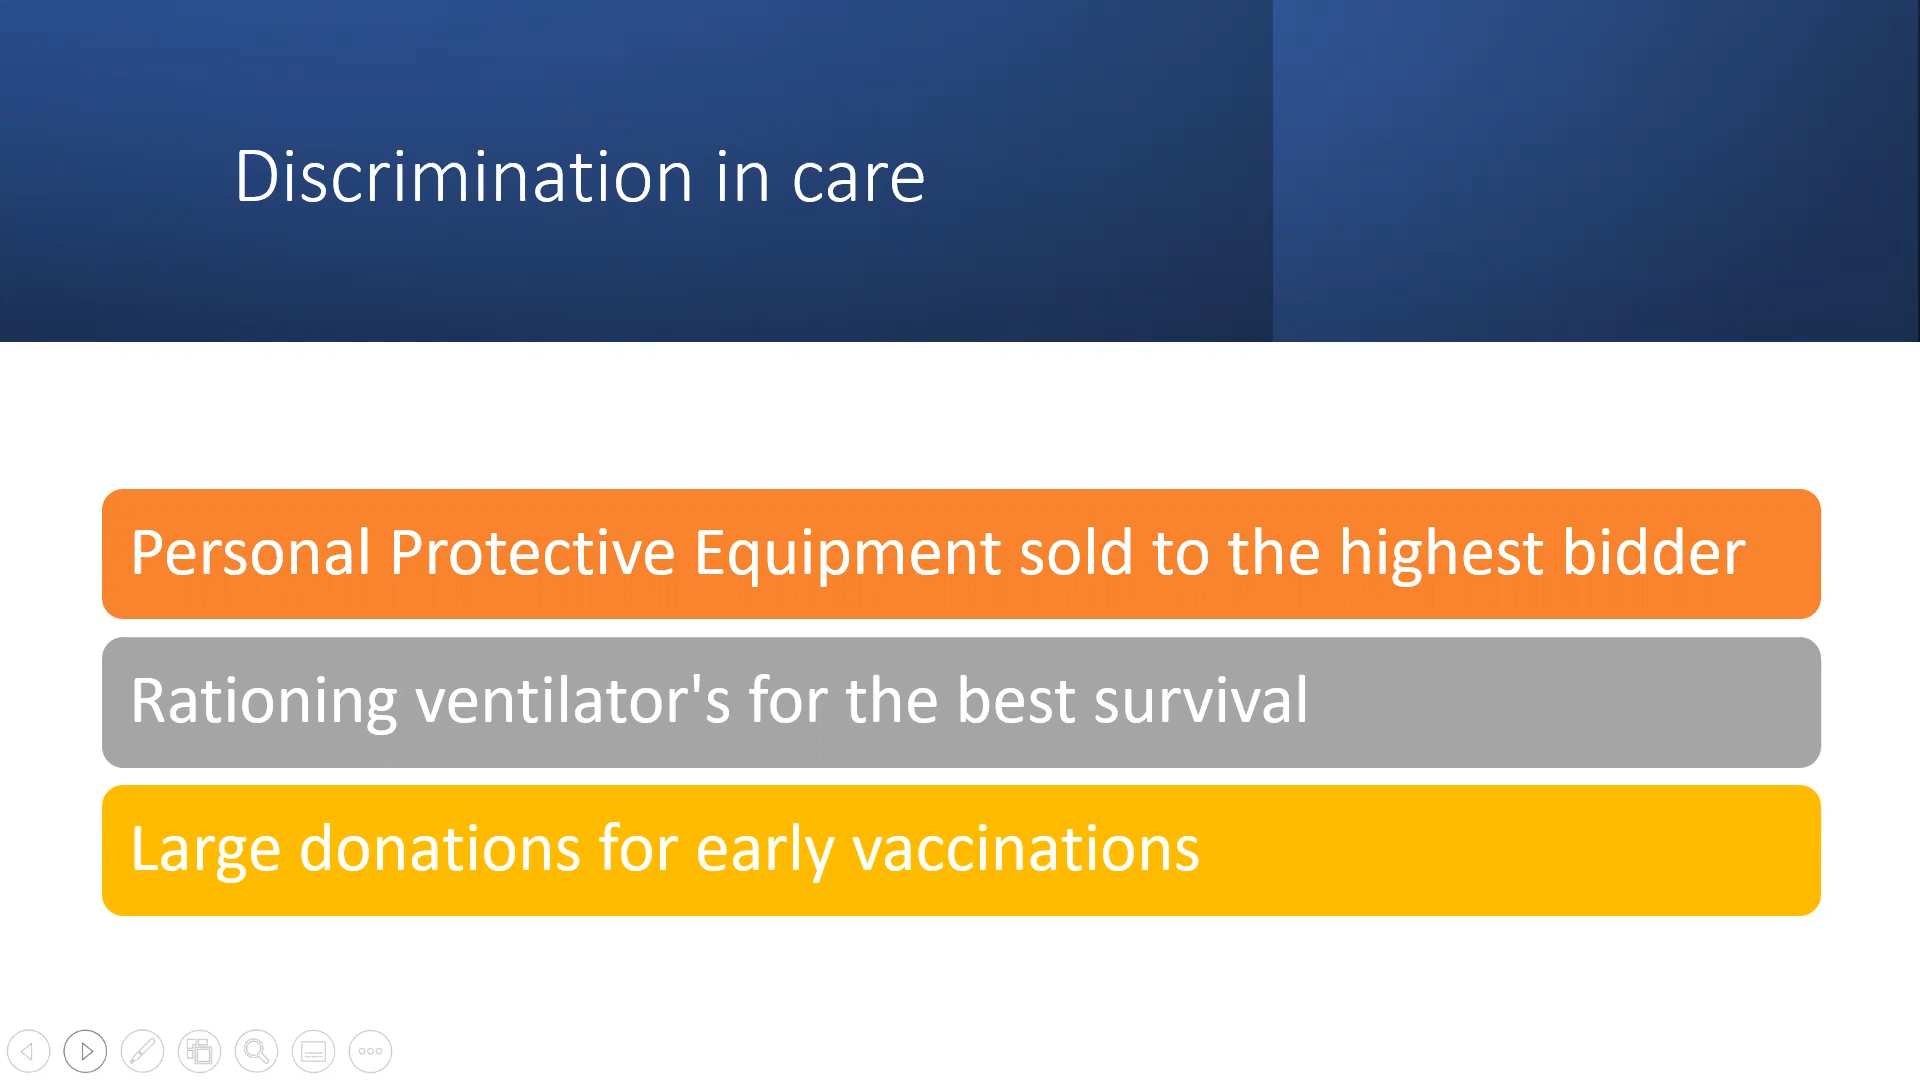 Discrimination in care
Personal Protective Equipment sold to the highest bidder
Rationing ventilator's for the best survival
Large donations for early vaccinations